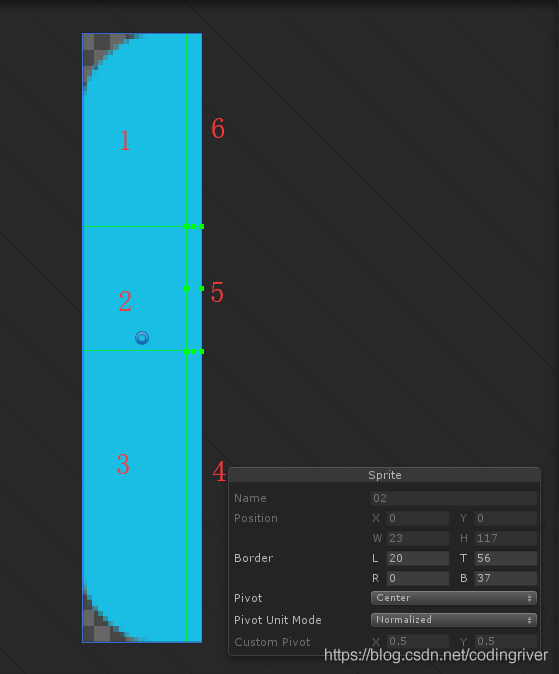 1
6
2
5
3
4
Sprite
Name 02
Position X 0 Y 0
W 23 H 117
Border L 20 T 56
R 0 B 37
Pivot Center
Pivot Unit Mode Normalized
Custom Pivot X 0.5 Y 0.5
https://blog.csdn.net/codingriver